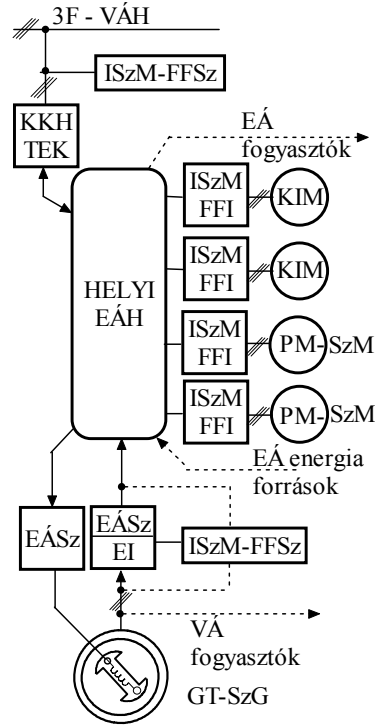 3F - VÁH
ISzM-FFSz
KKH
TEK
EÁ
fogyasztók
ISzM
FFI
KIM
ISzM
FFI
KIM
HELYI
EÁH
ISzM
FFI
PM-SzM
ISzM
FFI
PM-SzM
EÁ energia
források
EÁSz
EÁSz
EI
ISzM-FFSz
VÁ
fogyasztók
GT-SzG